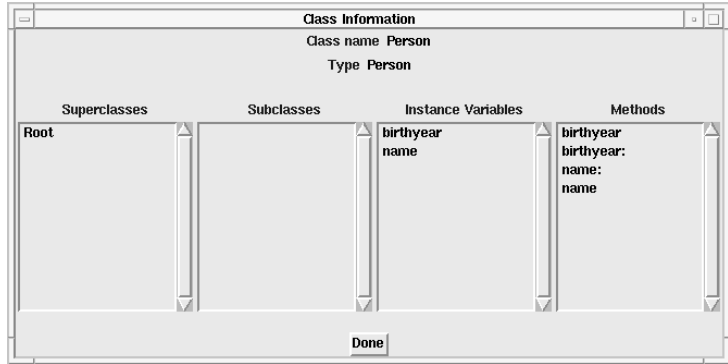 Class Information
Class name Person
Type Person
Superclasses Subclasses Instance Variables Methods
Root birthyear birthyear
name birthyear:
name:
name
Done